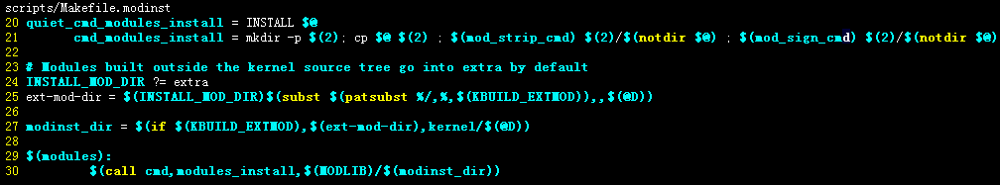 scripts/Makefile.modinst
20 quiet_cmd_modules_install = INSTALL $@
21       cmd_modules_install = mkdir -p $(2); cp $@ $(2) ; $(mod_strip_cmd) $(2)/$(notdir $@) ; $(mod_sign_cmd) $(2)/$(notdir $@)
22
23 # Modules built outside the kernel source tree go into extra by default
24 INSTALL_MOD_DIR ?= extra
25 ext-mod-dir = $(INSTALL_MOD_DIR)$(subst $(patsubst %/,%,$(KBUILD_EXTMOD)),,$(@D))
26
27 modinst_dir = $(if $(KBUILD_EXTMOD),$(ext-mod-dir),kernel/$(@D))
28
29 $(modules):
30         $(call cmd,modules_install,$(MODLIB)/$(modinst_dir))